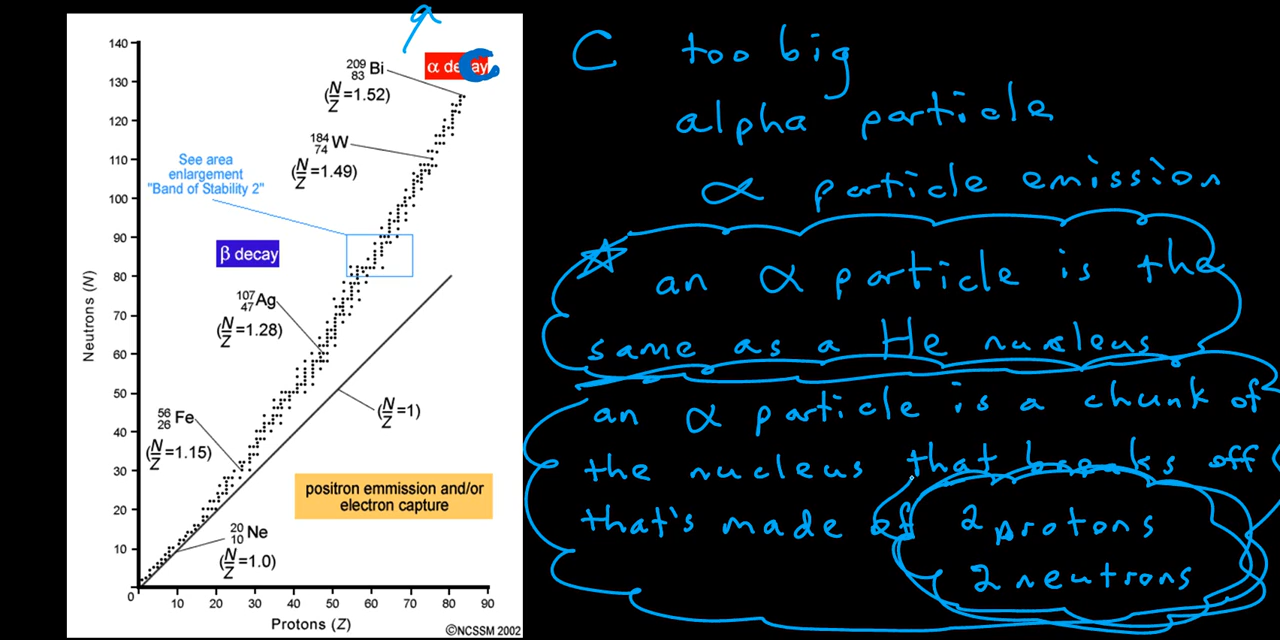 140
130
120
110
100
90
80
70
60
50
40
30
20
10
0
10 20 30 40 50 60 70 80 90
Neutrons (N)
Protons (Z)
209 83 Bi
(N/Z =1.52)
184 74 W
(N/Z =1.49)
See area
enlargement
"Band of Stability 2"
β decay
107 47 Ag
(N/Z =1.28)
(N/Z =1)
56 26 Fe
(N/Z =1.15)
positron emmission and/or
electron capture
20 10 Ne
(N/Z =1.0)
©NCSSM 2002
α decay
C
C too big
alpha particle
α particle emission
an α particle is the
same as a He nucleus
an α particle is a chunk of
the nucleus that breaks off
that's made of 2 protons
2 neutrons